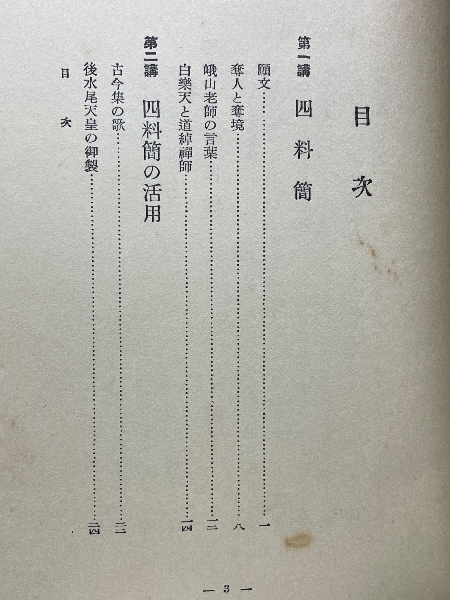 目次
第一講 四料簡
願文……一
奪人と奪境……八
峨山老師の言葉……一三
白樂天と道綽禪師……一四
第二講 四料簡の活用
古今集の歌……二二
後水尾天皇の御製……二四
目次
— 3 —